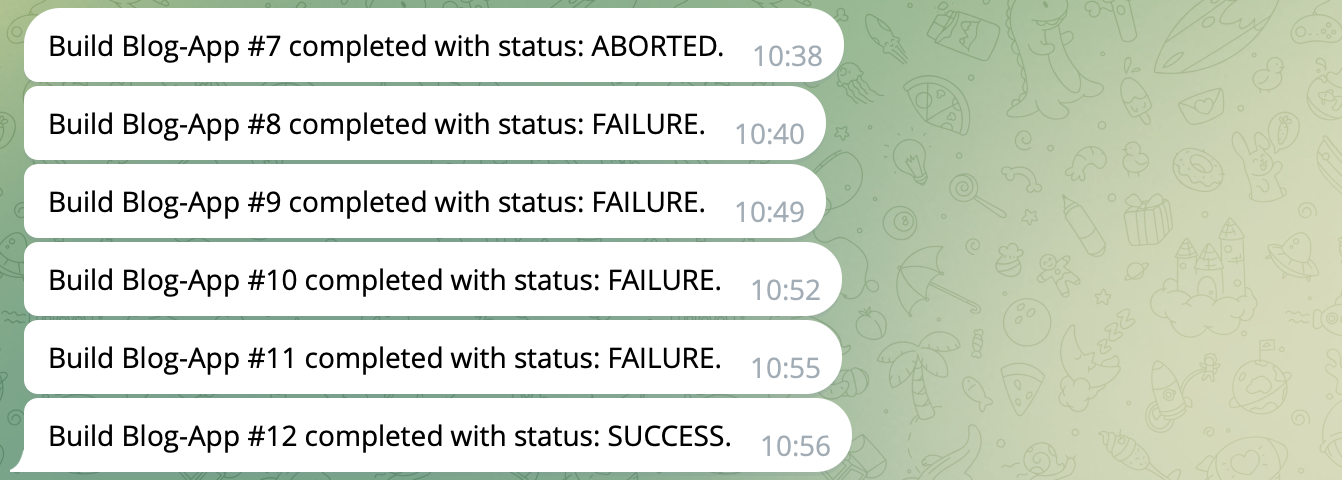 Build Blog-App #7 completed with status: ABORTED. 10:38
Build Blog-App #8 completed with status: FAILURE. 10:40
Build Blog-App #9 completed with status: FAILURE. 10:49
Build Blog-App #10 completed with status: FAILURE. 10:52
Build Blog-App #11 completed with status: FAILURE. 10:55
Build Blog-App #12 completed with status: SUCCESS. 10:56